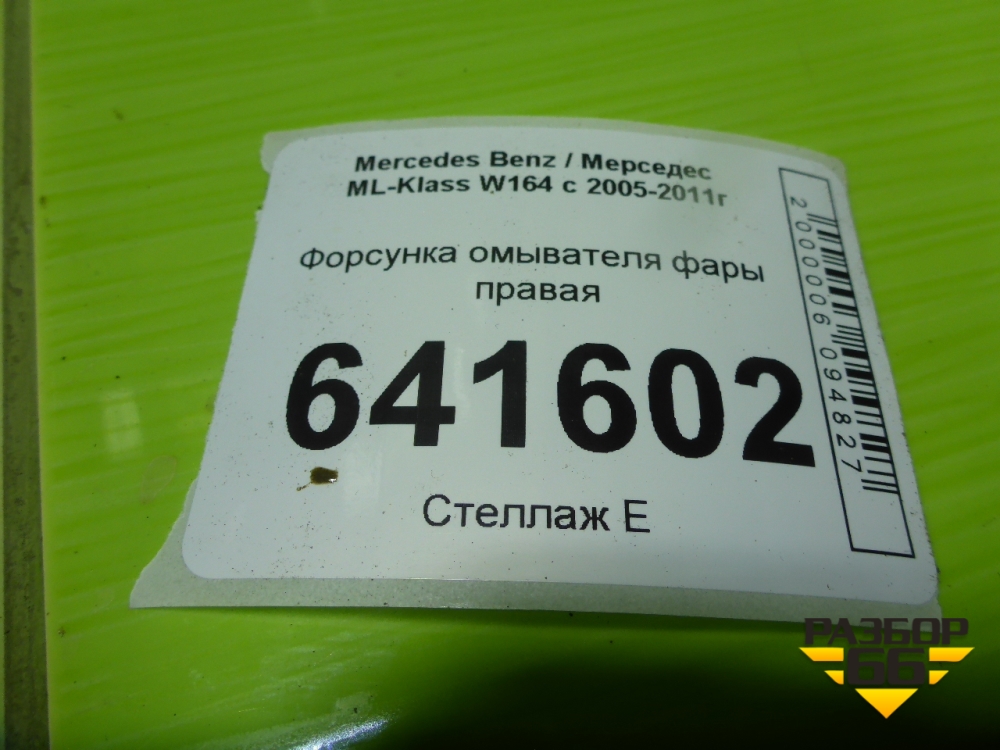 Mercedes Benz / Мерседес
ML-Klass W164 с 2005-2011г
Форсунка омывателя фары
правая
641602
Стеллаж Е
2000006094827
РАЗБОР
66